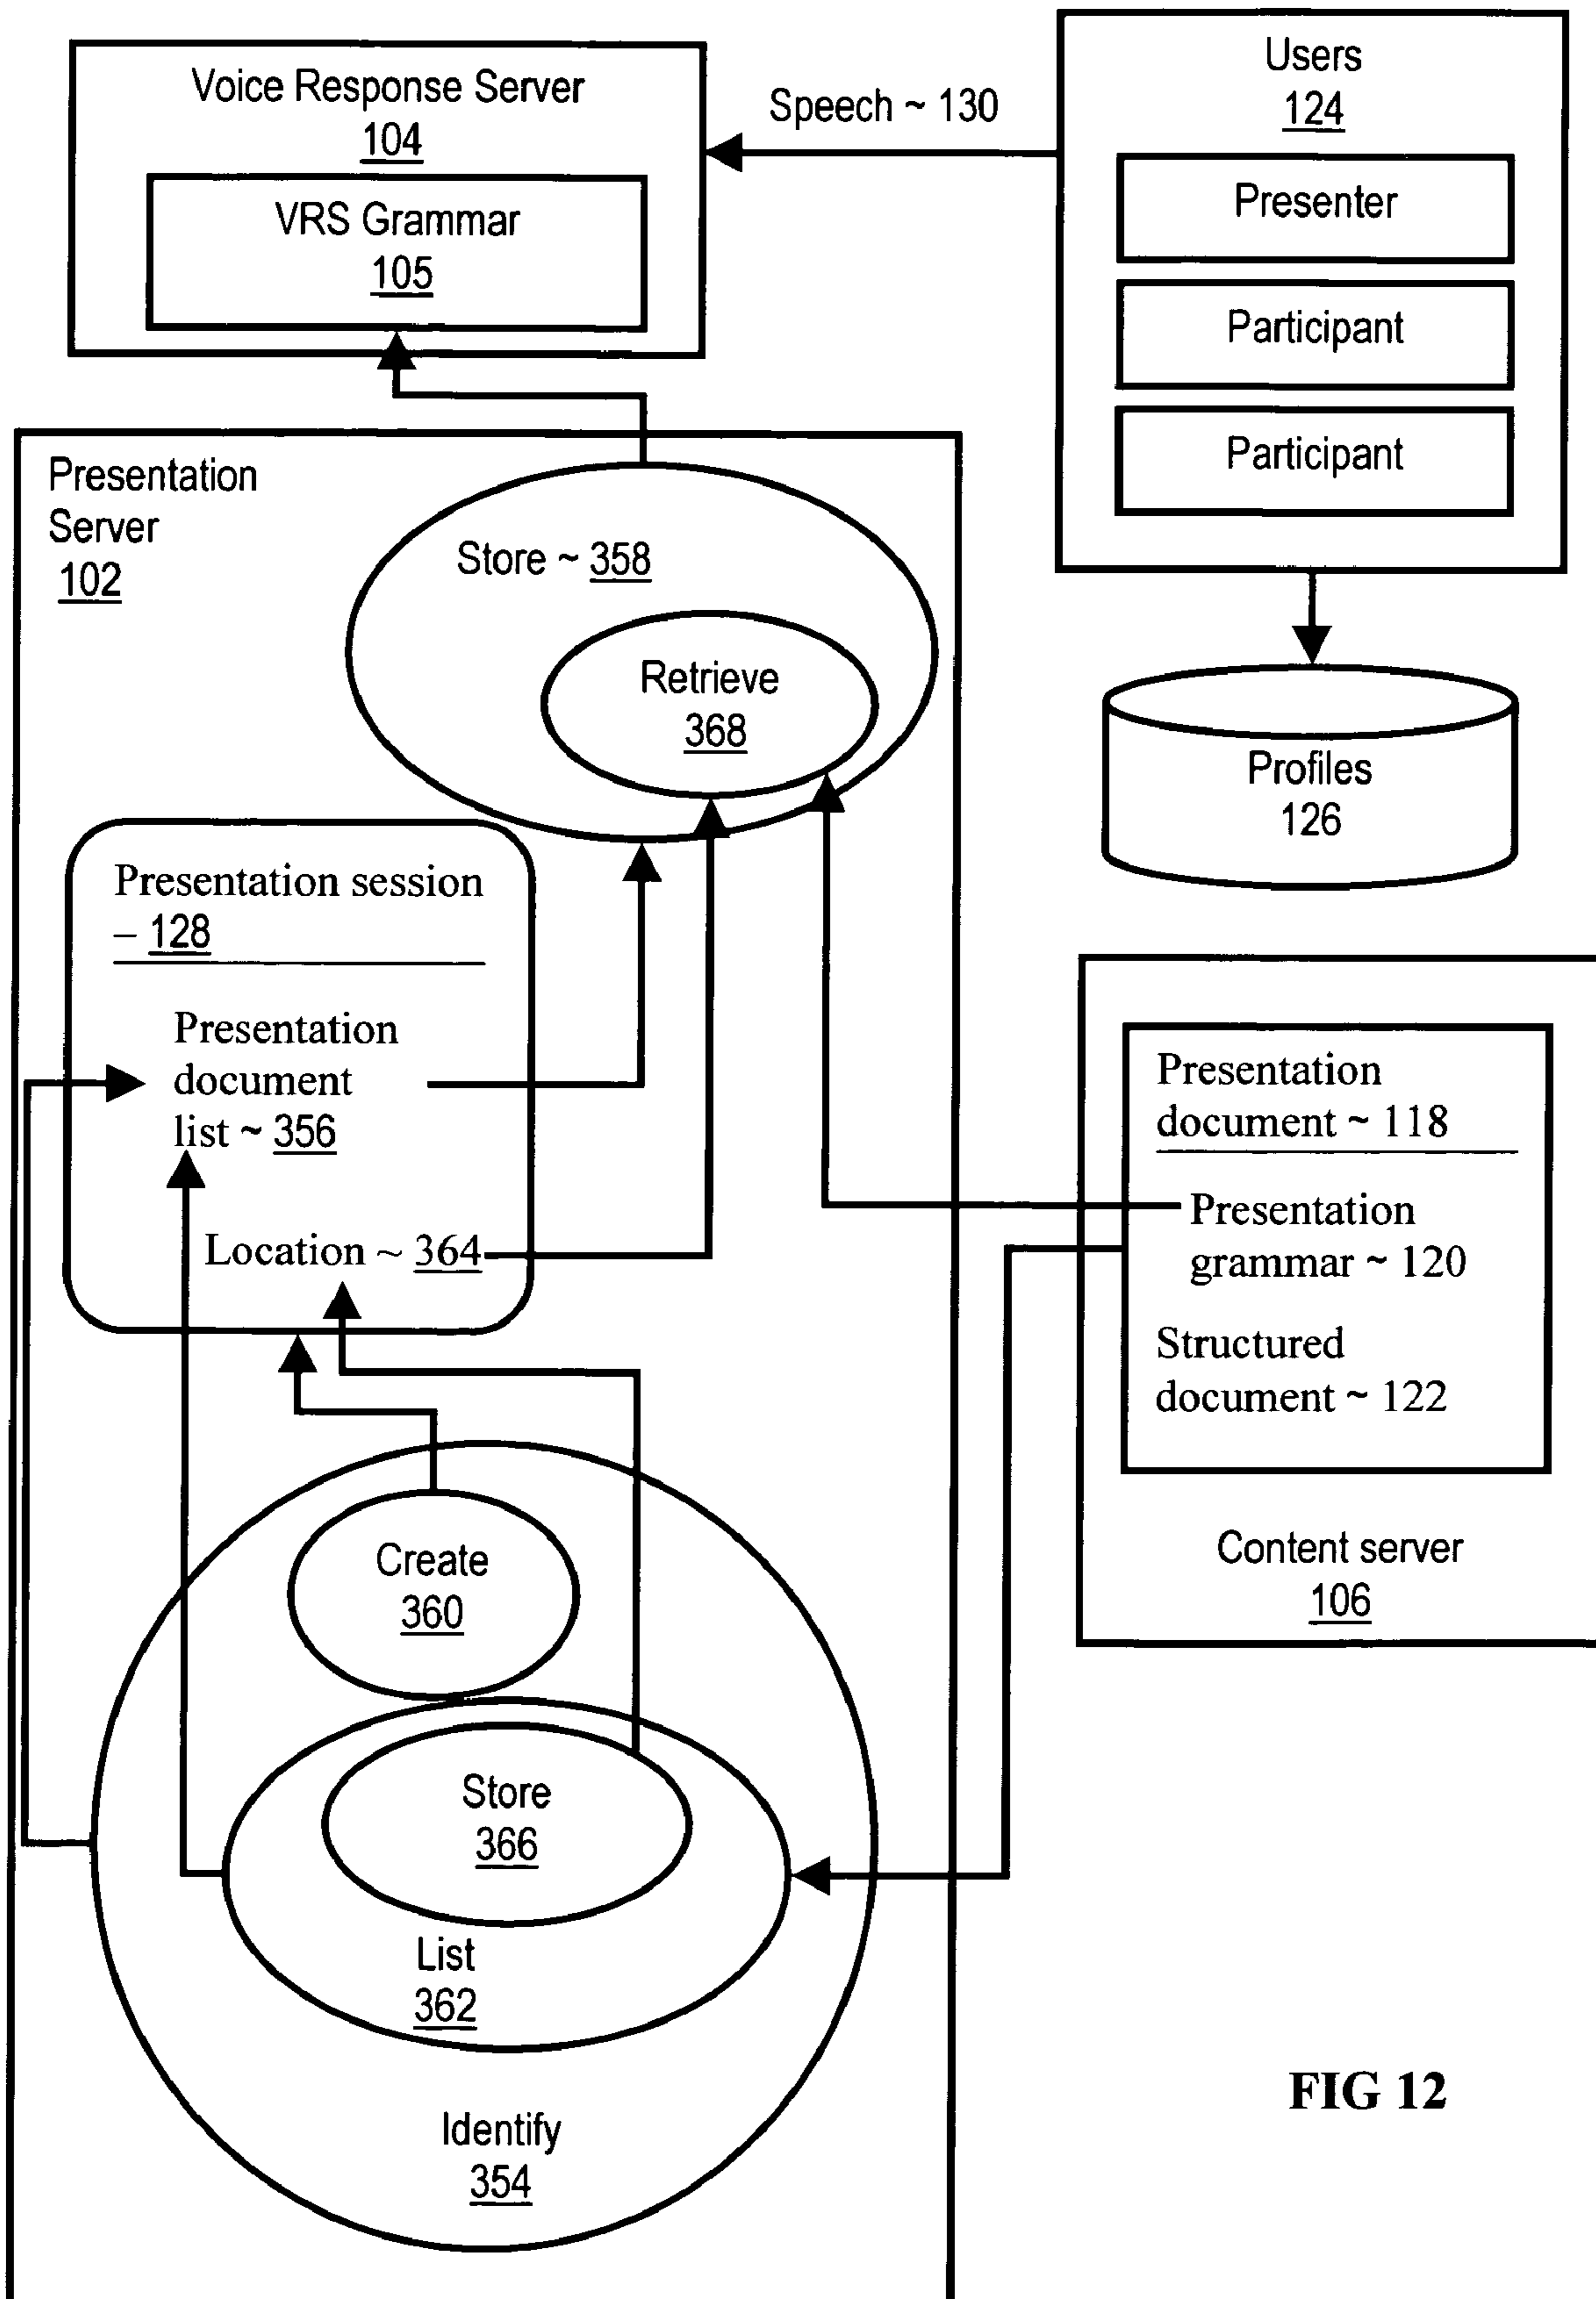 Voice Response Server
104
VRS Grammar
105
Speech ~ 130
Users
124
Presenter
Participant
Participant
Profiles
126
Presentation
Server
102
Store ~ 358
Retrieve
368
Presentation session
– 128
Presentation
document
list ~ 356
Location ~ 364
Presentation
document ~ 118
Presentation
grammar ~ 120
Structured
document ~ 122
Content server
106
Create
360
Store
366
List
362
Identify
354
FIG 12